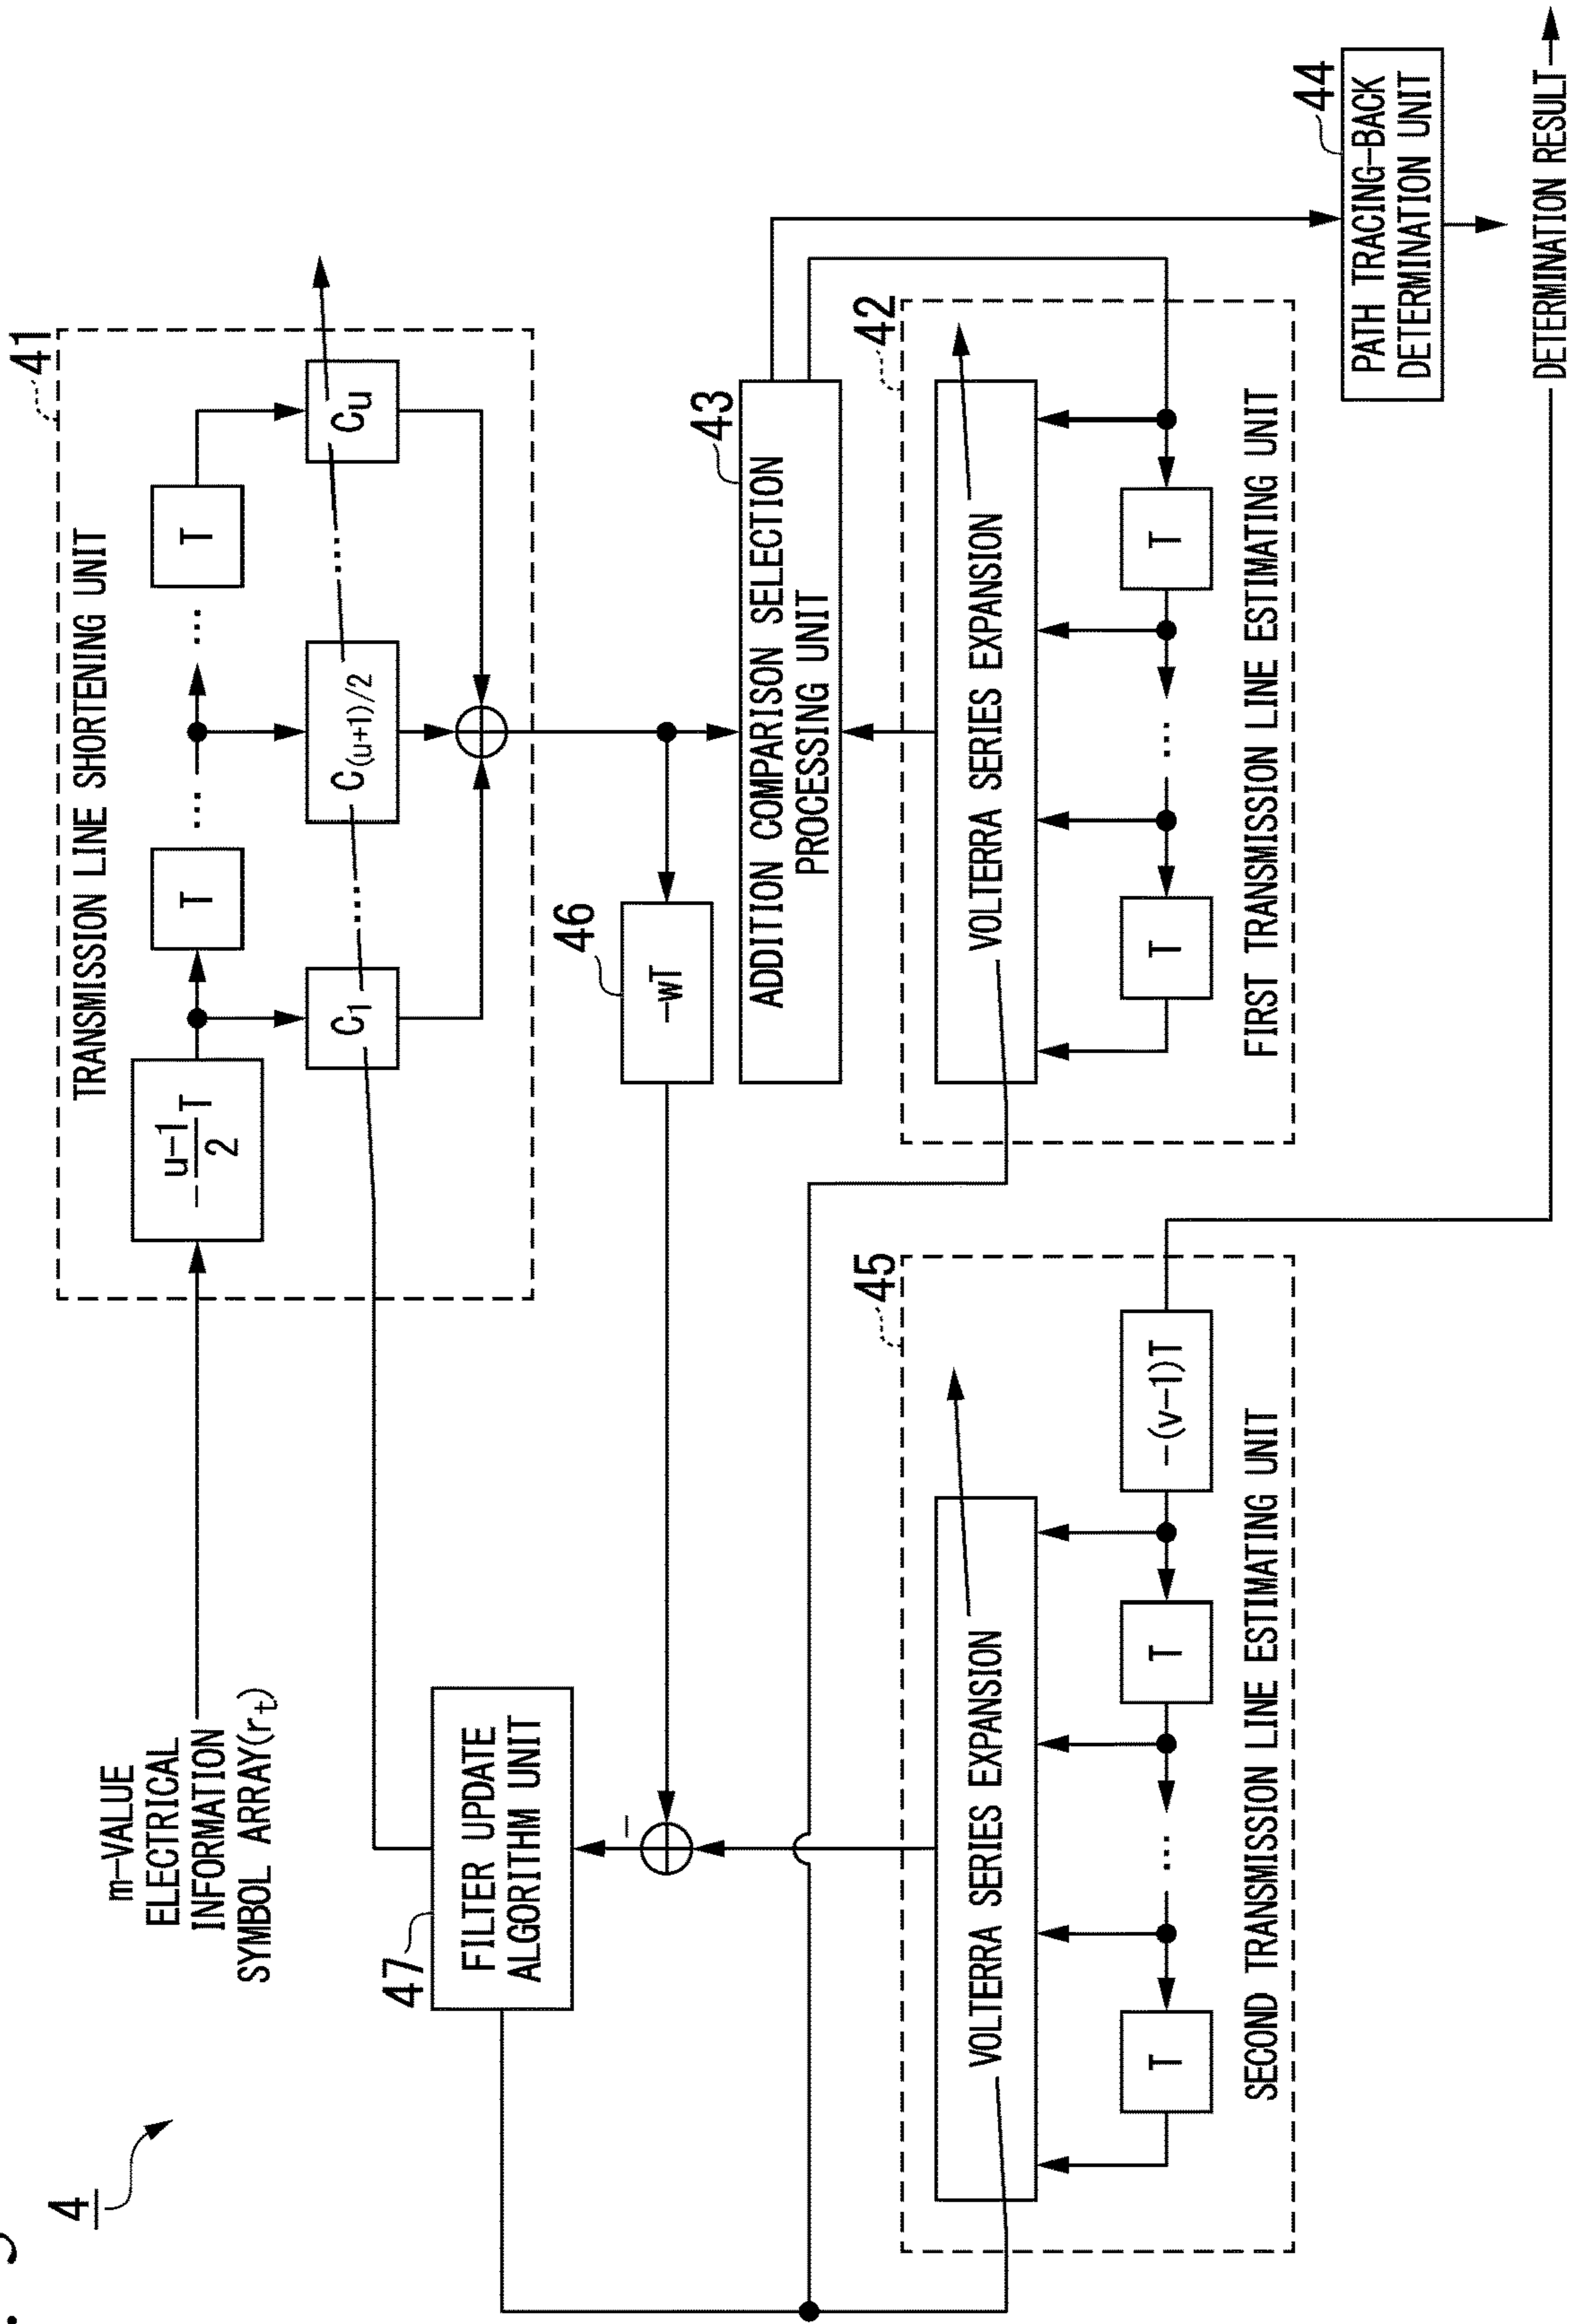 4
m-VALUE
ELECTRICAL
INFORMATION
SYMBOL ARRAY(rt)
41
TRANSMISSION LINE SHORTENING UNIT
-u-1/2 T
T
...
T
...
C1
....
C(u+1)/2
....
Cu
47
FILTER UPDATE
ALGORITHM UNIT
-
46
-wT
43
ADDITION COMPARISON SELECTION
PROCESSING UNIT
45
VOLTERRA SERIES EXPANSION
T
...
T
-(v-1)T
SECOND TRANSMISSION LINE ESTIMATING UNIT
42
VOLTERRA SERIES EXPANSION
T
...
T
FIRST TRANSMISSION LINE ESTIMATING UNIT
44
PATH TRACING-BACK
DETERMINATION UNIT
DETERMINATION RESULT